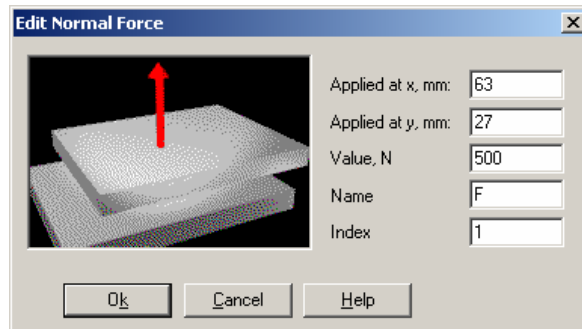 Edit Normal Force
Applied at x, mm: 63
Applied at y, mm: 27
Value, N 500
Name F
Index 1
Ok Cancel Help